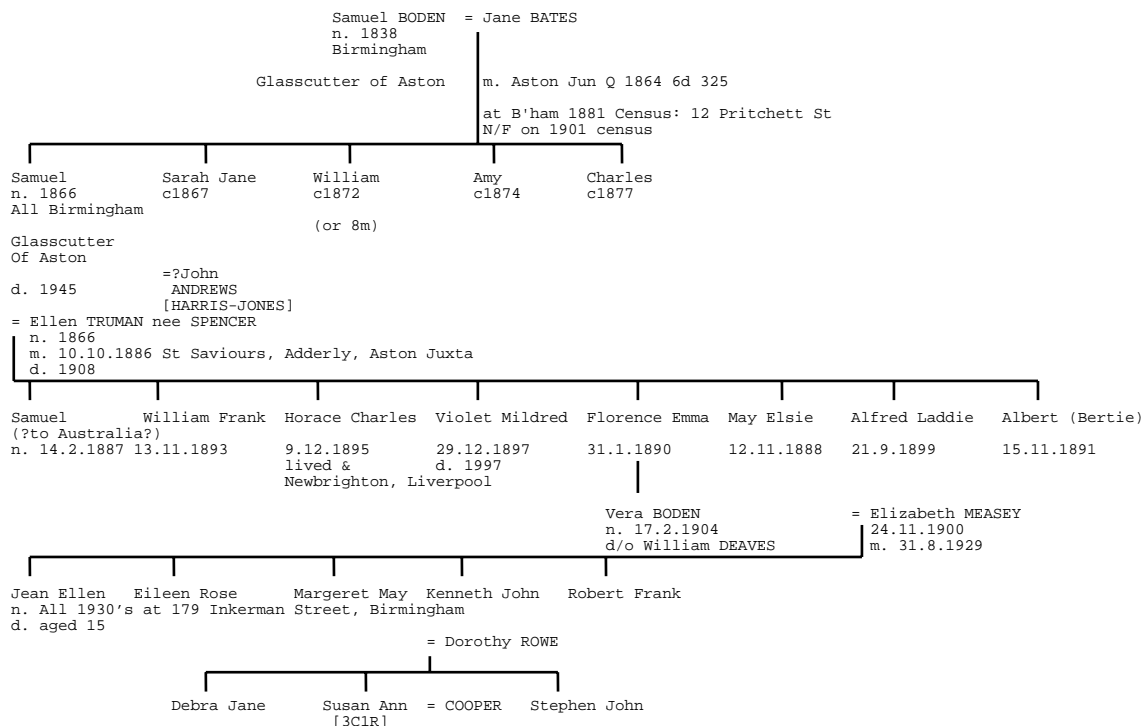 Samuel BODEN = Jane BATES
n. 1838
Birmingham
Glasscutter of Aston m. Aston Jun Q 1864 6d 325
at B'ham 1881 Census: 12 Pritchett St
N/F on 1901 census
Samuel Sarah Jane William Amy Charles
n. 1866 c1867 c1872 c1874 c1877
All Birmingham
(or 8m)
Glasscutter
Of Aston
=?John
d. 1945 ANDREWS
[HARRIS-JONES]
= Ellen TRUMAN nee SPENCER
n. 1866
m. 10.10.1886 St Saviours, Adderly, Aston Juxta
d. 1908
Samuel William Frank Horace Charles Violet Mildred Florence Emma May Elsie Alfred Laddie Albert (Bertie)
(?to Australia?)
n. 14.2.1887 13.11.1893 9.12.1895 29.12.1897 31.1.1890 12.11.1888 21.9.1899 15.11.1891
lived & d. 1997
Newbrighton, Liverpool
Vera BODEN = Elizabeth MEASEY
n. 17.2.1904 24.11.1900
d/o William DEAVES m. 31.8.1929
Jean Ellen Eileen Rose Margeret May Kenneth John Robert Frank
n. All 1930's at 179 Inkerman Street, Birmingham
d. aged 15
= Dorothy ROWE
Debra Jane Susan Ann = COOPER Stephen John
[3C1R]